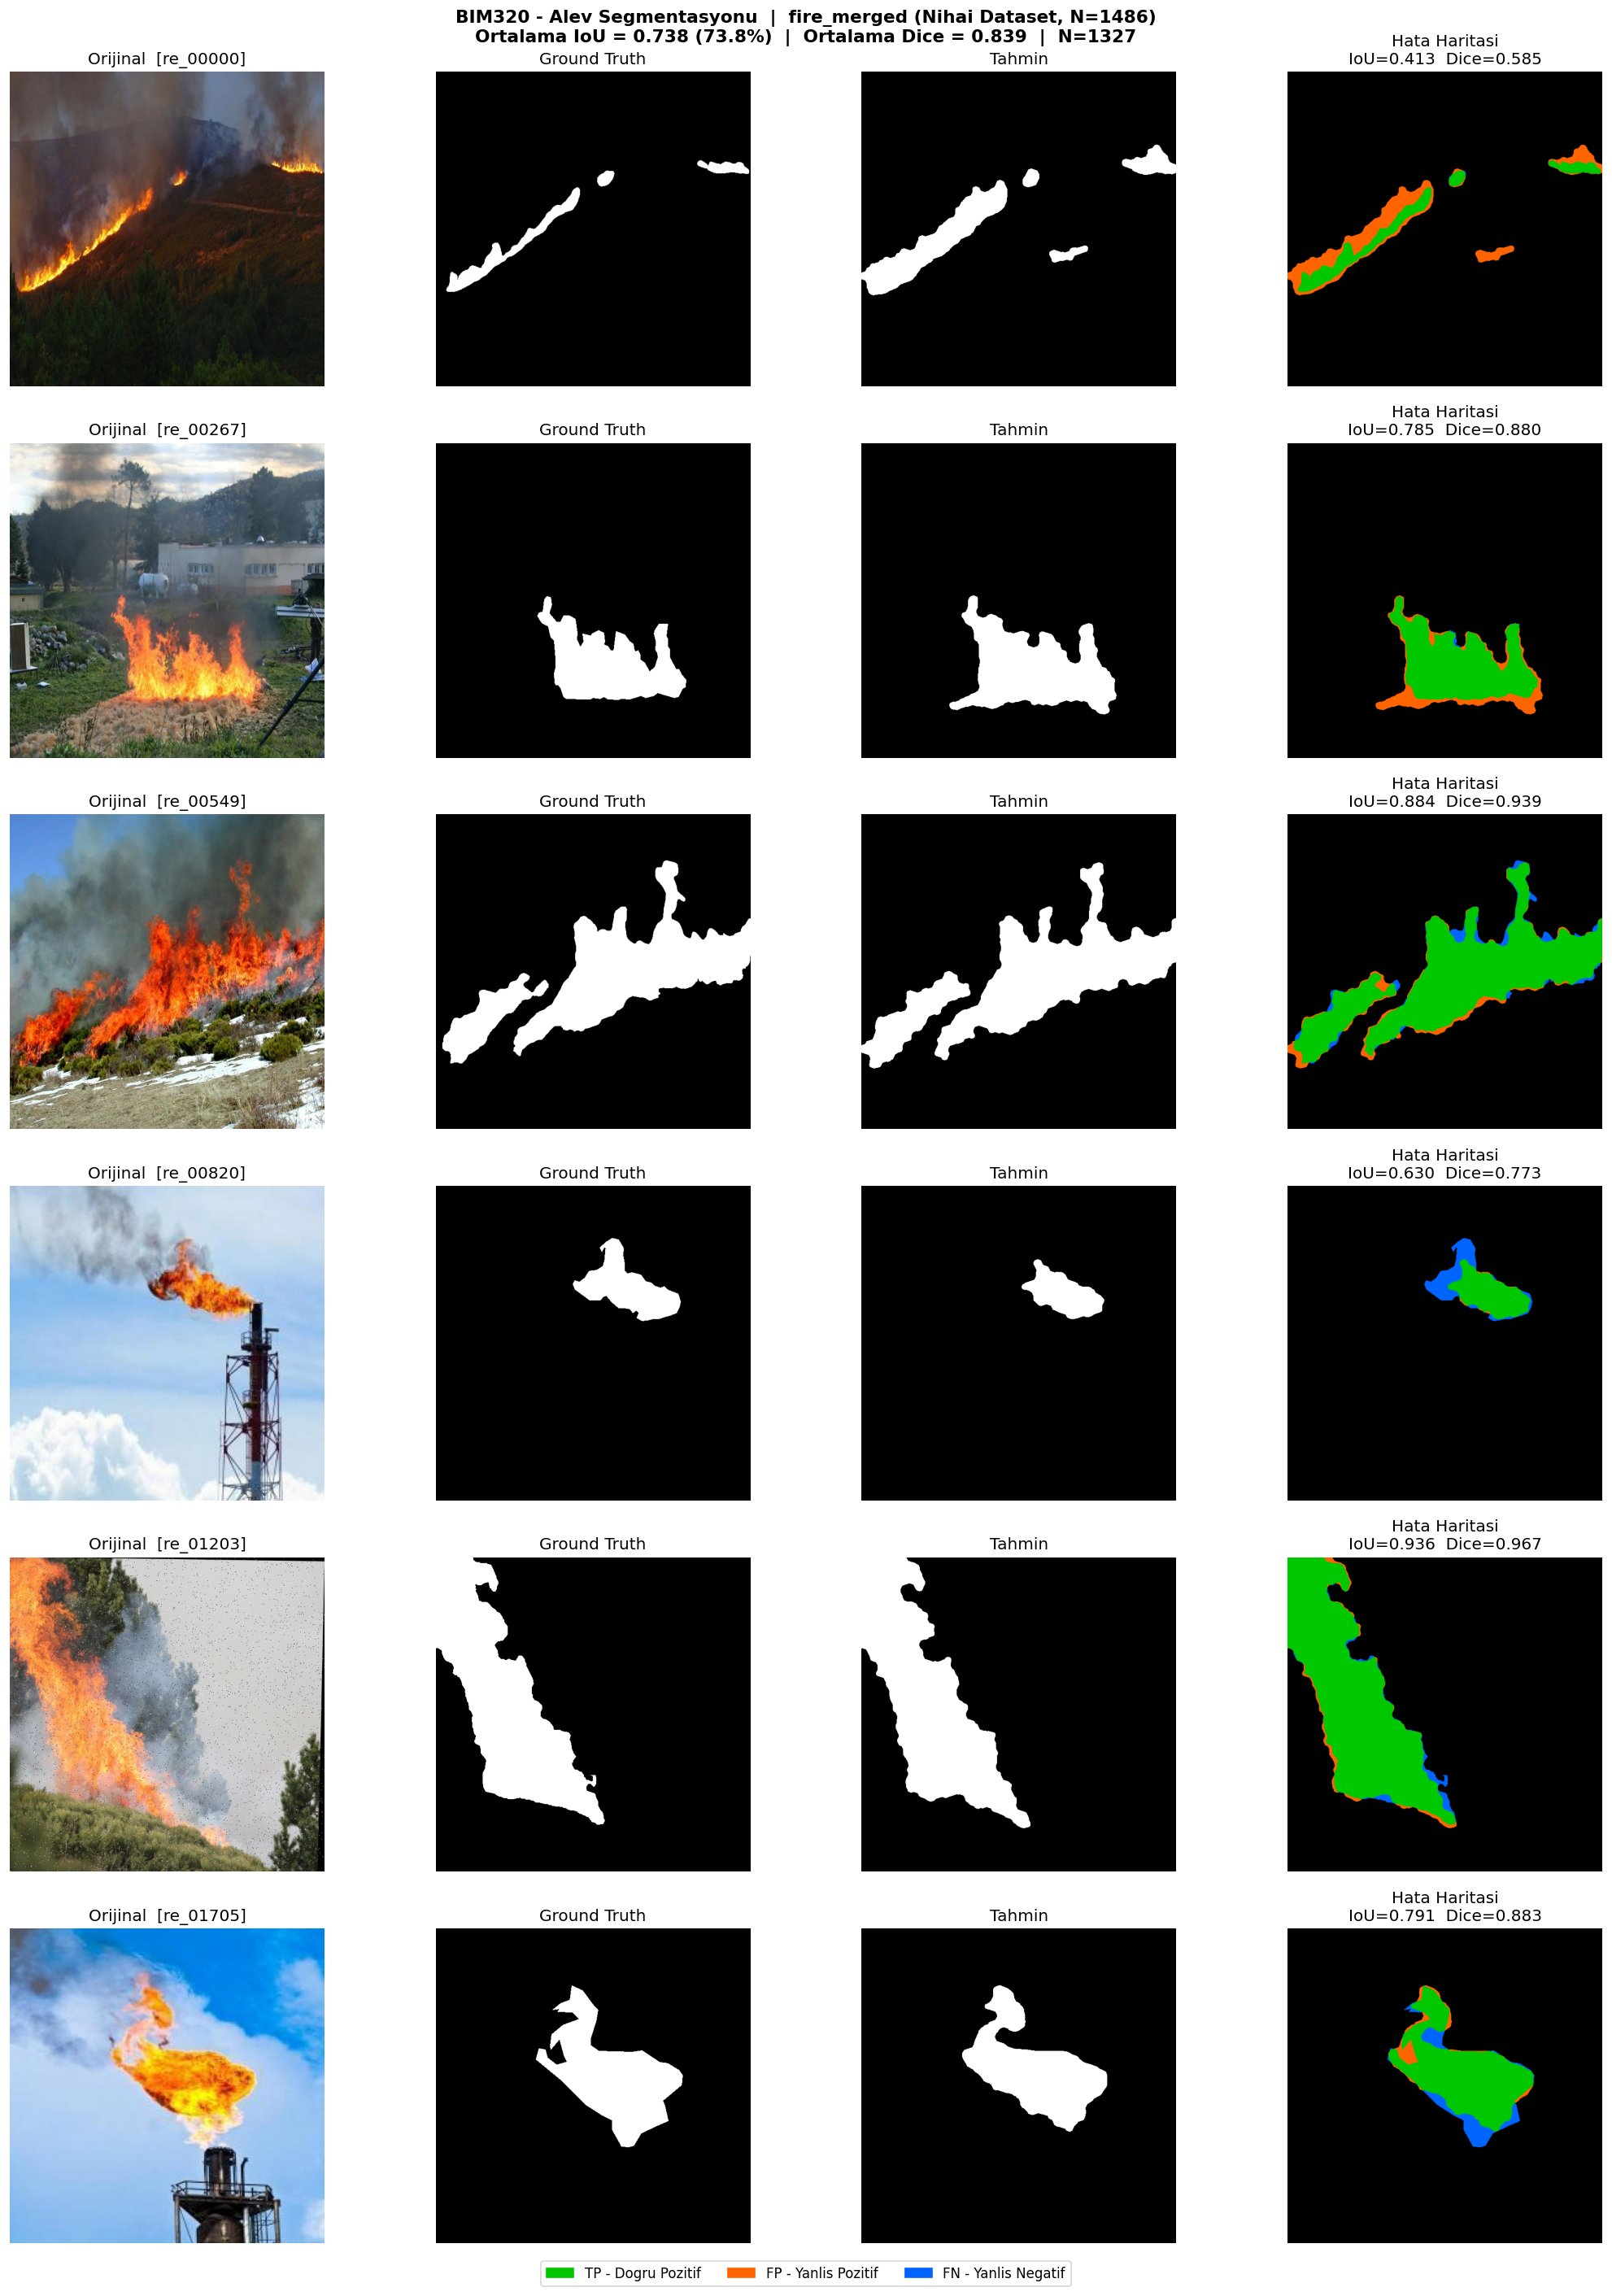 BIM320 - Alev Segmentasyonu | fire_merged (Nihai Dataset, N=1486)
Ortalama IoU = 0.738 (73.8%) | Ortalama Dice = 0.839 | N=1327
Orijinal [re_00000]
Ground Truth
Tahmin
Hata Haritasi
IoU=0.413 Dice=0.585
Orijinal [re_00267]
Ground Truth
Tahmin
Hata Haritasi
IoU=0.785 Dice=0.880
Orijinal [re_00549]
Ground Truth
Tahmin
Hata Haritasi
IoU=0.884 Dice=0.939
Orijinal [re_00820]
Ground Truth
Tahmin
Hata Haritasi
IoU=0.630 Dice=0.773
Orijinal [re_01203]
Ground Truth
Tahmin
Hata Haritasi
IoU=0.936 Dice=0.967
Orijinal [re_01705]
Ground Truth
Tahmin
Hata Haritasi
IoU=0.791 Dice=0.883
TP - Dogru Pozitif
FP - Yanlis Pozitif
FN - Yanlis Negatif